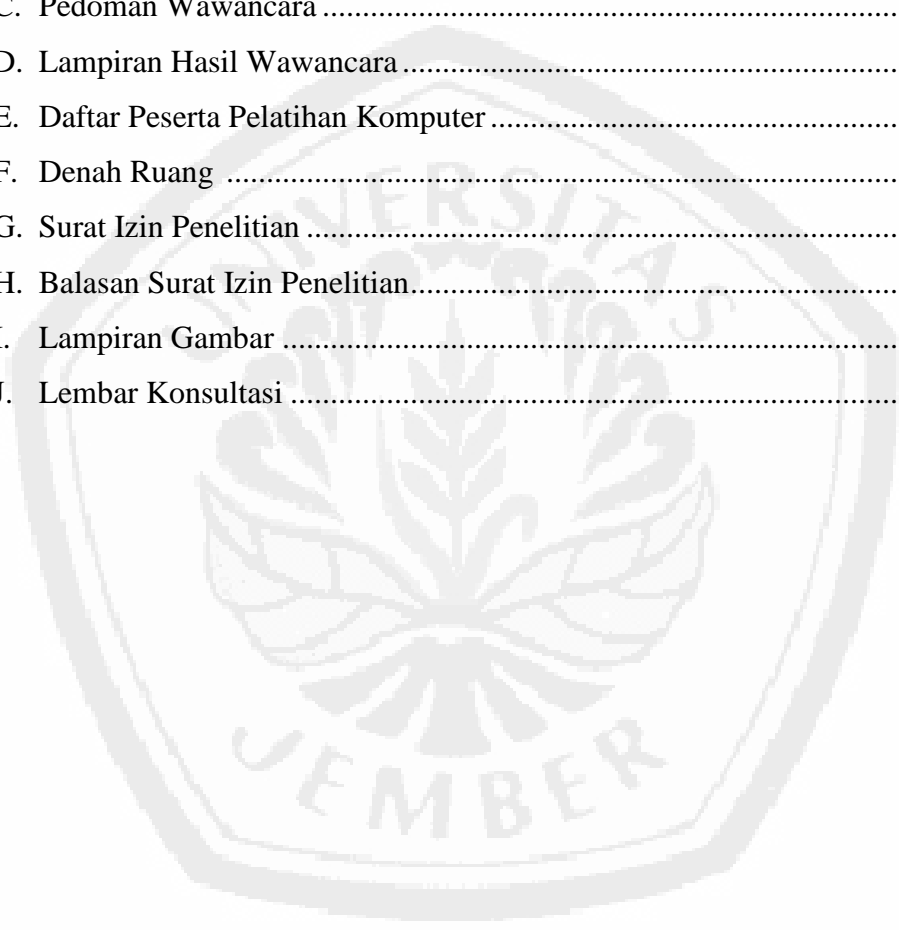 C. Pedoman Wawancara ........................................................................
D. Lampiran Hasil Wawancara ..............................................................
E. Daftar Peserta Pelatihan Komputer ...................................................
F. Denah Ruang ....................................................................................
G. Surat Izin Penelitian ..........................................................................
H. Balasan Surat Izin Penelitian.............................................................
I. Lampiran Gambar .............................................................................
J. Lembar Konsultasi ............................................................................
UNIVERSITAS
JEMBER